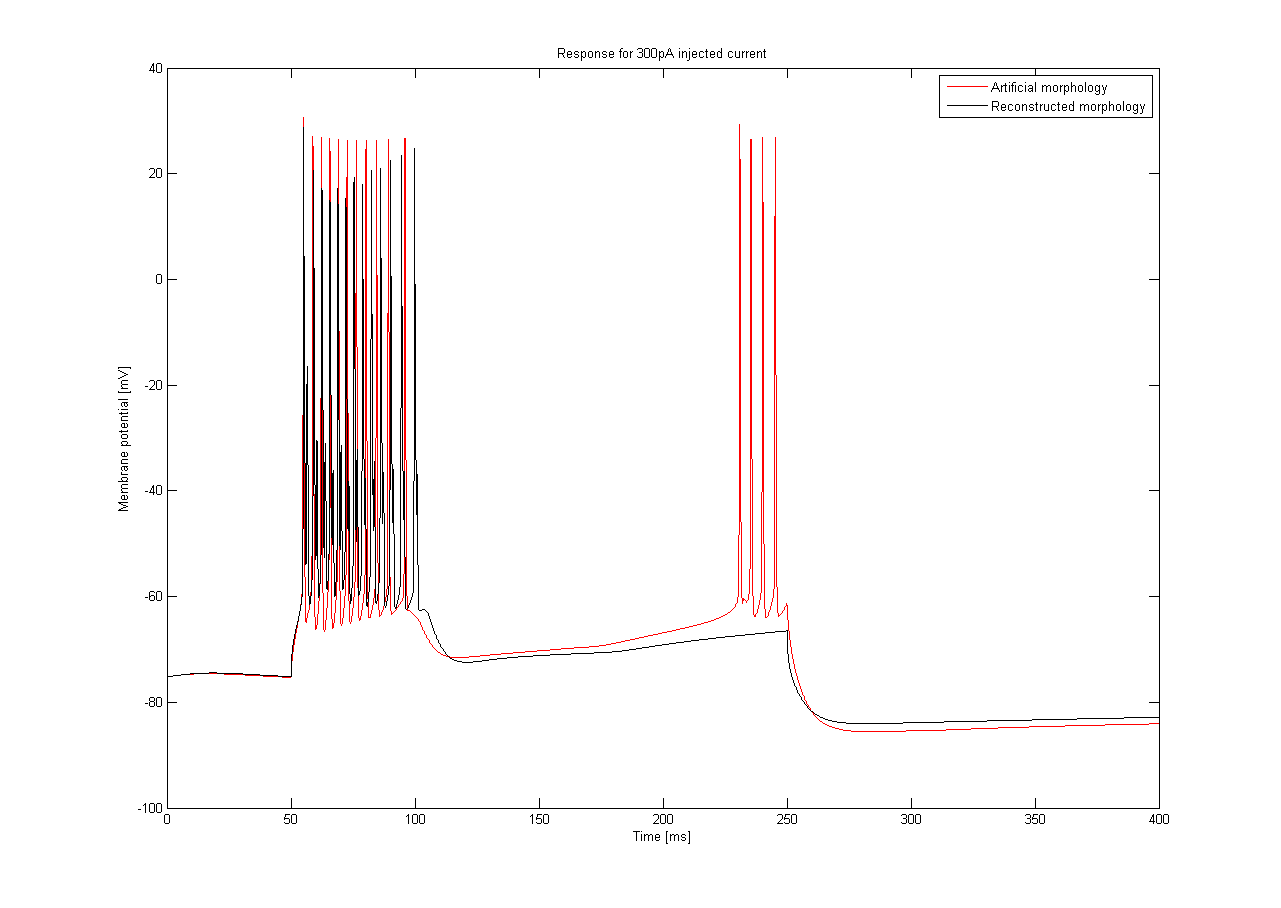 Response for 300pA injected current
Artificial morphology
Reconstructed morphology
40
20
0
-20
-40
-60
-80
-100
Membrane potential [mV]
0 50 100 150 200 250 300 350 400
Time [ms]